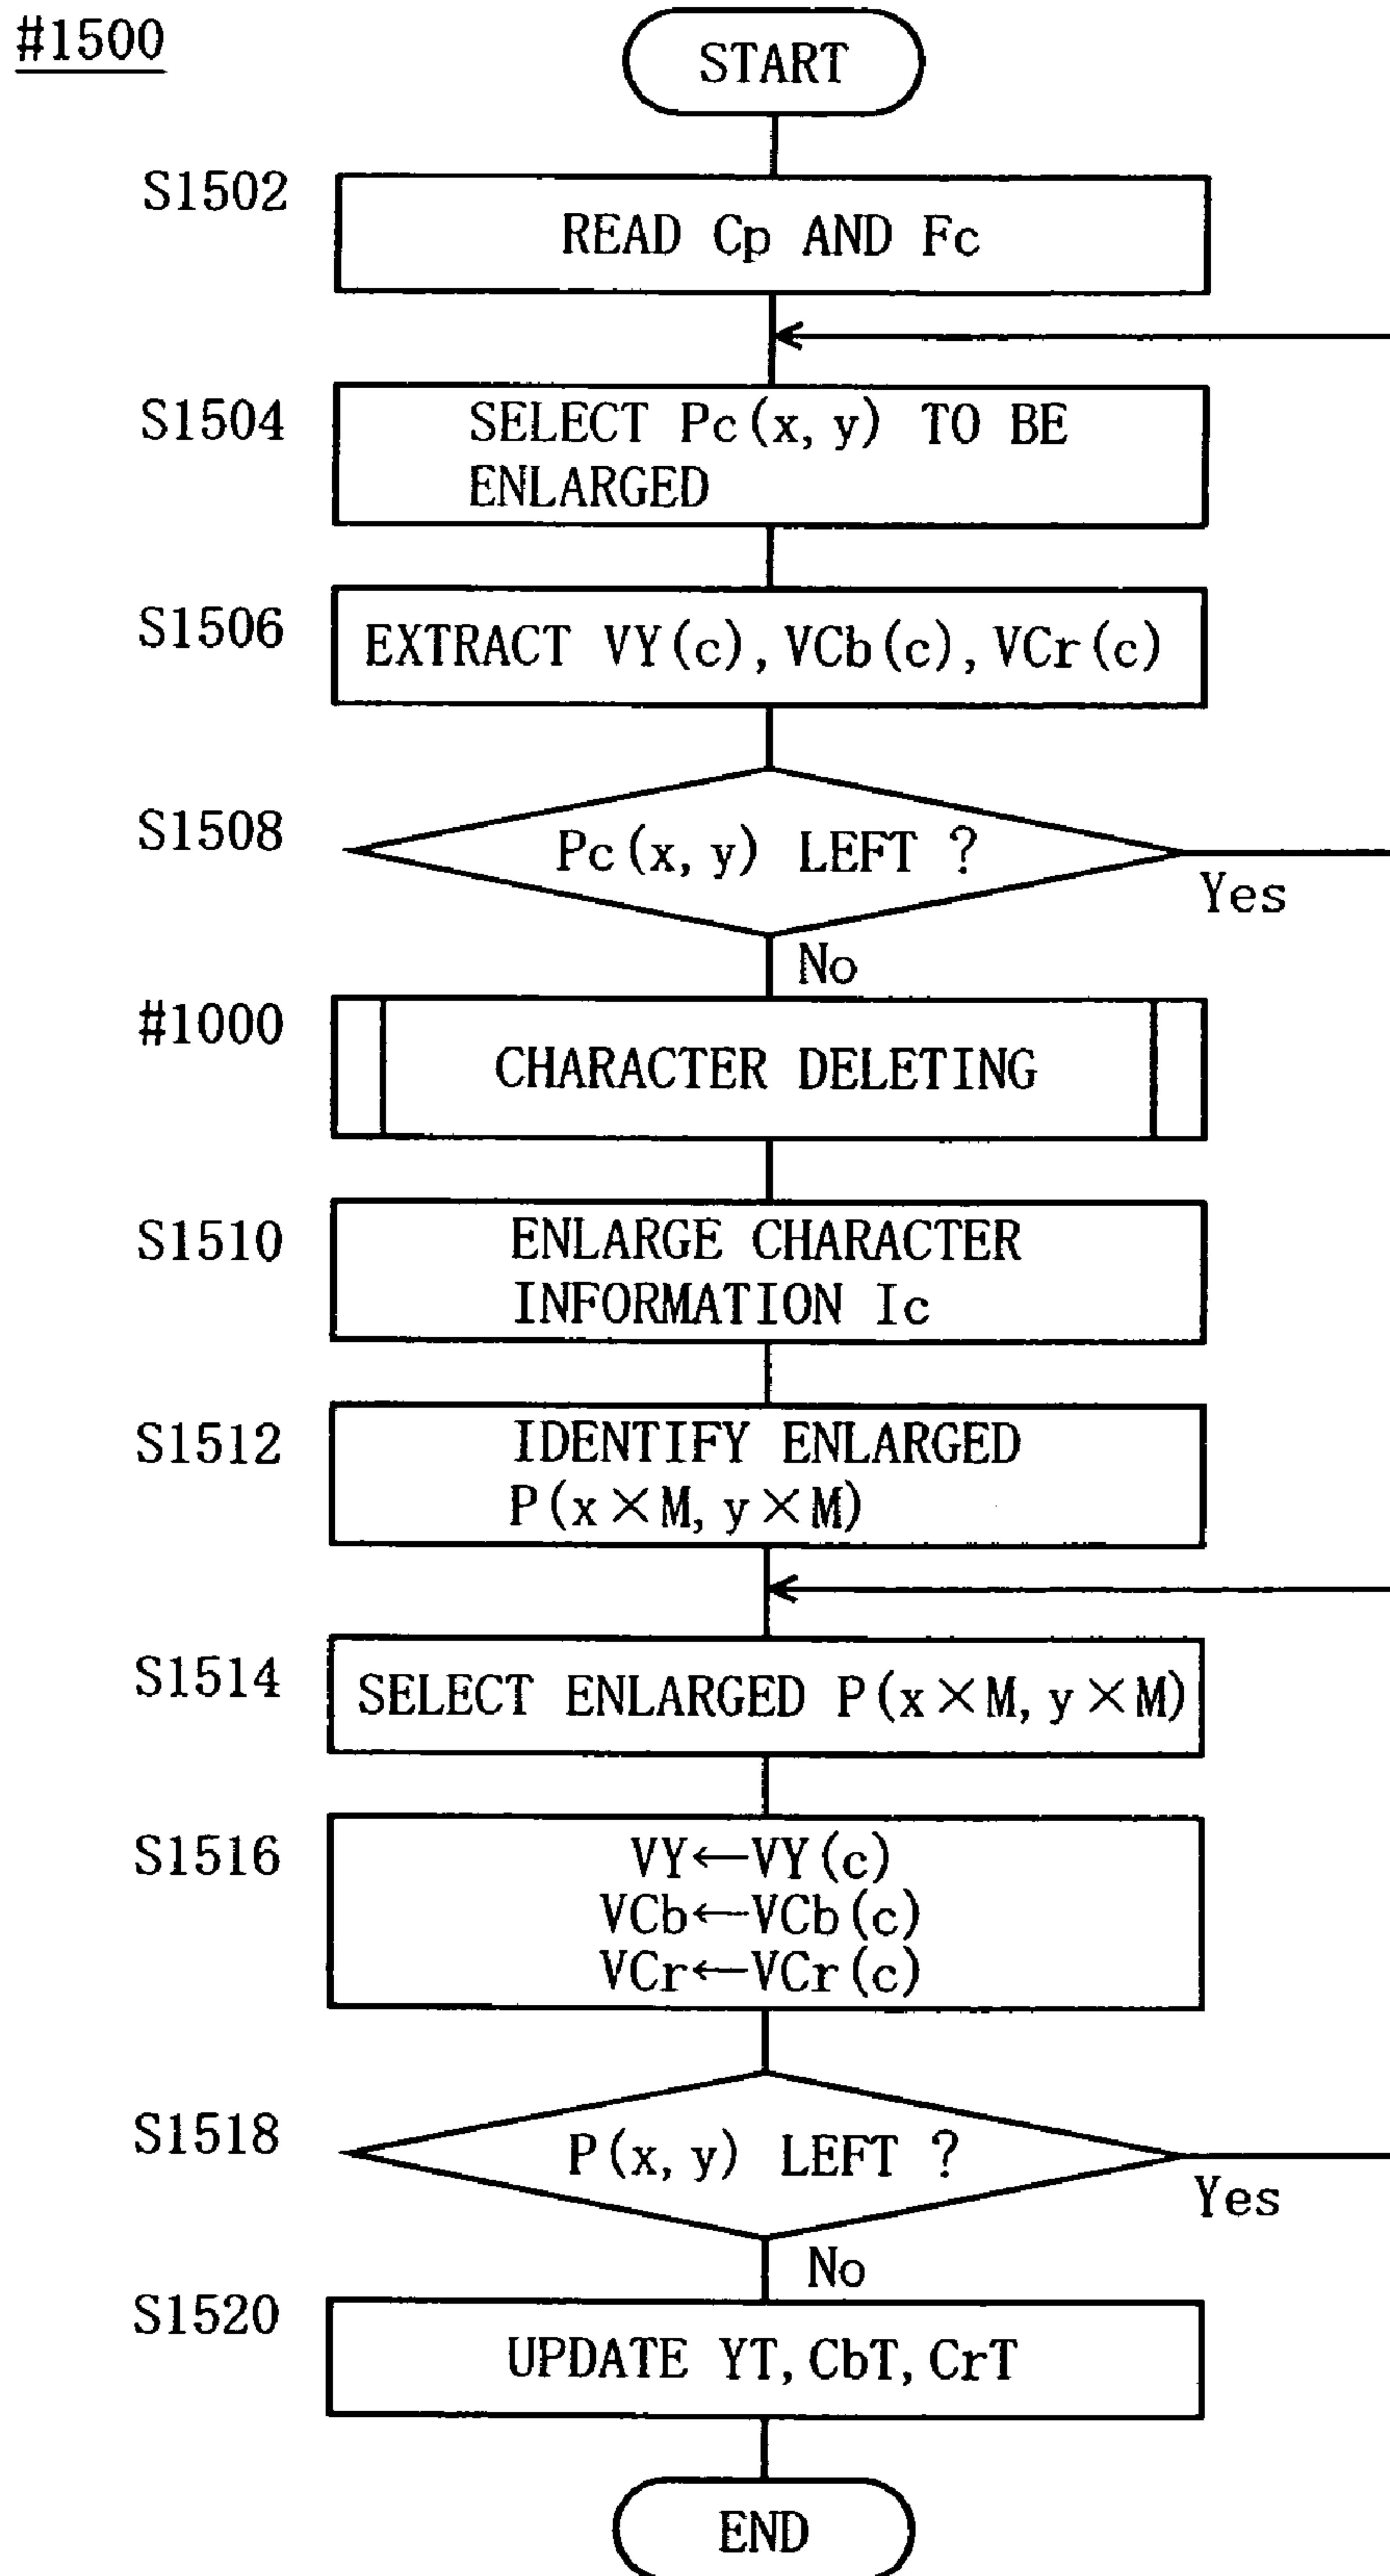 #1500
START
S1502
READ Cp AND Fc
S1504
SELECT Pc(x, y) TO BE
ENLARGED
S1506
EXTRACT VY(c), VCb(c), VCr(c)
S1508
Pc(x, y) LEFT ?
Yes
No
#1000
CHARACTER DELETING
S1510
ENLARGE CHARACTER
INFORMATION Ic
S1512
IDENTIFY ENLARGED
P(x×M, y×M)
S1514
SELECT ENLARGED P(x×M, y×M)
S1516
VY←VY(c)
VCb←VCb(c)
VCr←VCr(c)
S1518
P(x, y) LEFT ?
Yes
No
S1520
UPDATE YT, CbT, CrT
END